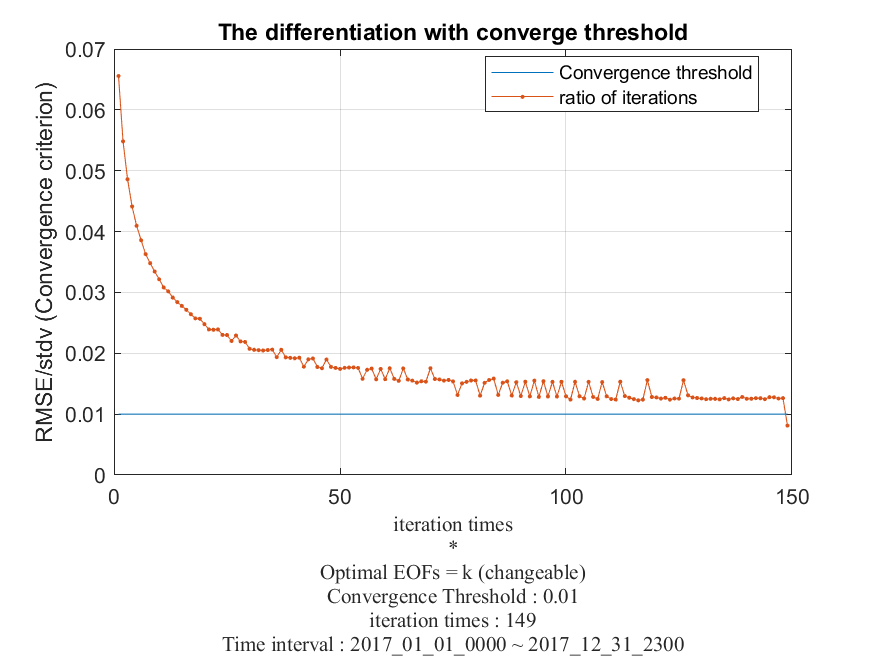 The differentiation with converge threshold
Convergence threshold
ratio of iterations
RMSE/stdv (Convergence criterion)
0.07
0.06
0.05
0.04
0.03
0.02
0.01
0
0
50
100
150
iteration times
*
Optimal EOFs = k (changeable)
Convergence Threshold : 0.01
iteration times : 149
Time interval : 2017_01_01_0000 ~ 2017_12_31_2300